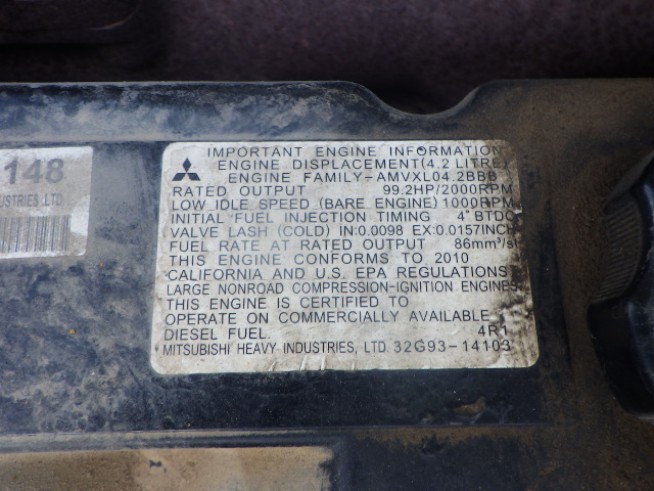 148
USTRIES ,LTD
IMPORTANT ENGINE INFORMATION
ENGINE DISPLACEMENT(4.2 LITRE)
ENGINE FAMILY-AMVXL04.2BBB
RATED OUTPUT 99.2HP/2000RPM
LOW IDLE SPEED (BARE ENGINE) 1000RPM
INITIAL FUEL INJECTION TIMING 4°BTDC
VALVE LASH (COLD) IN:0.0098 EX:0.0157INCH
FUEL RATE AT RATED OUTPUT 86mm³/st
THIS ENGINE CONFORMS TO 2010
CALIFORNIA AND U.S. EPA REGULATIONS
LARGE NONROAD COMPRESSION-IGNITION ENGINES
THIS ENGINE IS CERTIFIED TO
OPERATE ON COMMERCIALLY AVAILABLE
DIESEL FUEL. 4R1
MITSUBISHI HEAVY INDUSTRIES, LTD 32G93-14103